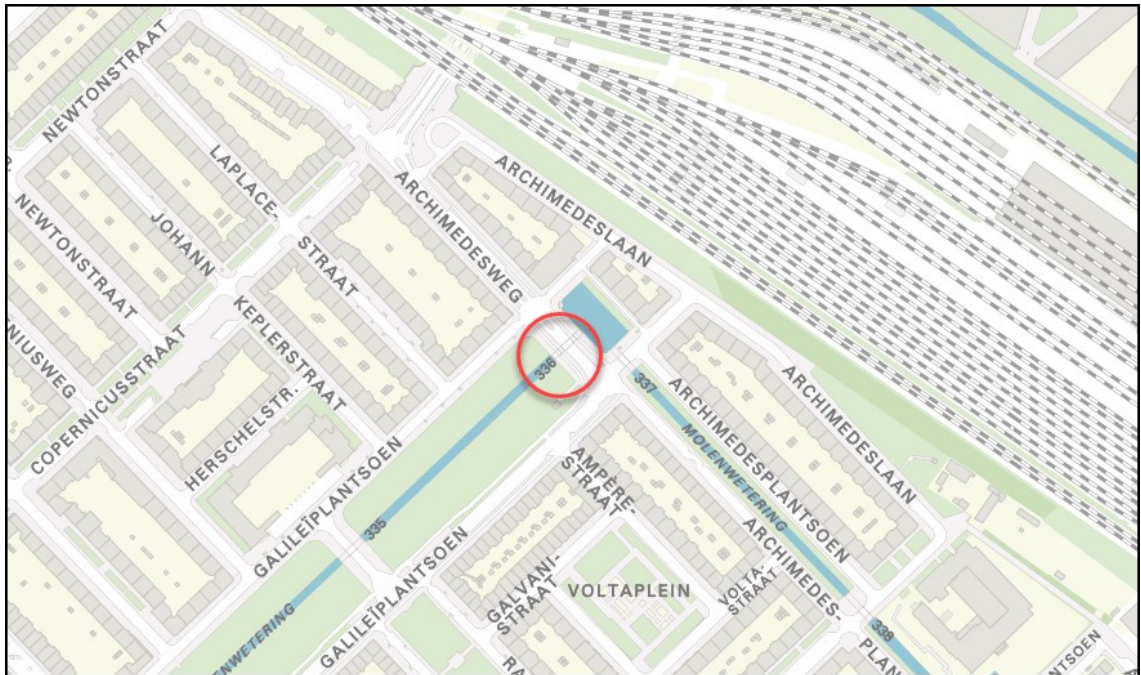 NEWTONSTRAAT
LAPLACE-
STRAAT
ARCHIMEDESWEG
ARCHIMEDESLAAN
NEWTONSTRAAT
JOHANN
KEPLERSTRAAT
COPERNICUSSTRAAT
HERSCHELSTR.
336
337
ARCHIMEDESLAAN
ARCHIMEDESPLANTSOEN
MOLENWETERING
GALILEÏPLANTSOEN
335
AMPÈRE-
STRAAT
GALILEÏPLANTSOEN
GALVANI-
STRAAT
VOLTAPLEIN
VOLTA-
STRAAT
ARCHIMEDES-
PLAN
338
NIUSWEG
ENWETERING
RA
NTSOEN